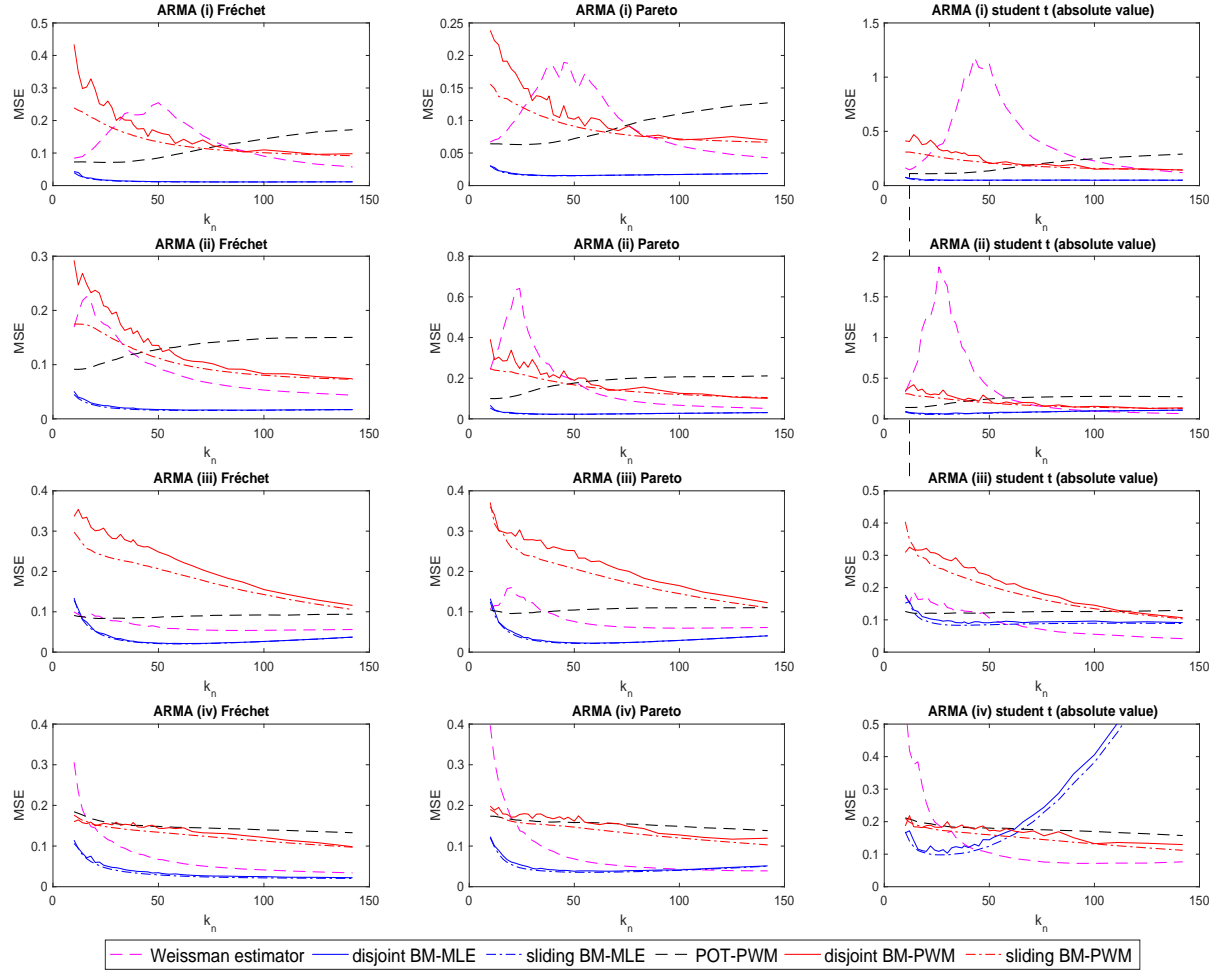 ARMA (i) Fréchet
ARMA (i) Pareto
ARMA (i) student t (absolute value)
0.5
0.4
0.3
0.2
0.1
0
MSE
0 50 100 150
k_n
0.25
0.2
0.15
0.1
0.05
0
MSE
0 50 100 150
k_n
1.5
1
0.5
0
MSE
0 50 100 150
k_n
ARMA (ii) Fréchet
ARMA (ii) Pareto
ARMA (ii) student t (absolute value)
0.3
0.2
0.1
0
MSE
0 50 100 150
k_n
0.8
0.6
0.4
0.2
0
MSE
0 50 100 150
k_n
2
1.5
1
0.5
0
MSE
0 50 100 150
k_n
ARMA (iii) Fréchet
ARMA (iii) Pareto
ARMA (iii) student t (absolute value)
0.4
0.3
0.2
0.1
0
MSE
0 50 100 150
k_n
0.4
0.3
0.2
0.1
0
MSE
0 50 100 150
k_n
0.5
0.4
0.3
0.2
0.1
0
MSE
0 50 100 150
k_n
ARMA (iv) Fréchet
ARMA (iv) Pareto
ARMA (iv) student t (absolute value)
0.4
0.3
0.2
0.1
0
MSE
0 50 100 150
k_n
0.4
0.3
0.2
0.1
0
MSE
0 50 100 150
k_n
0.5
0.4
0.3
0.2
0.1
0
MSE
0 50 100 150
k_n
Weissman estimator disjoint BM-MLE sliding BM-MLE POT-PWM disjoint BM-PWM sliding BM-PWM